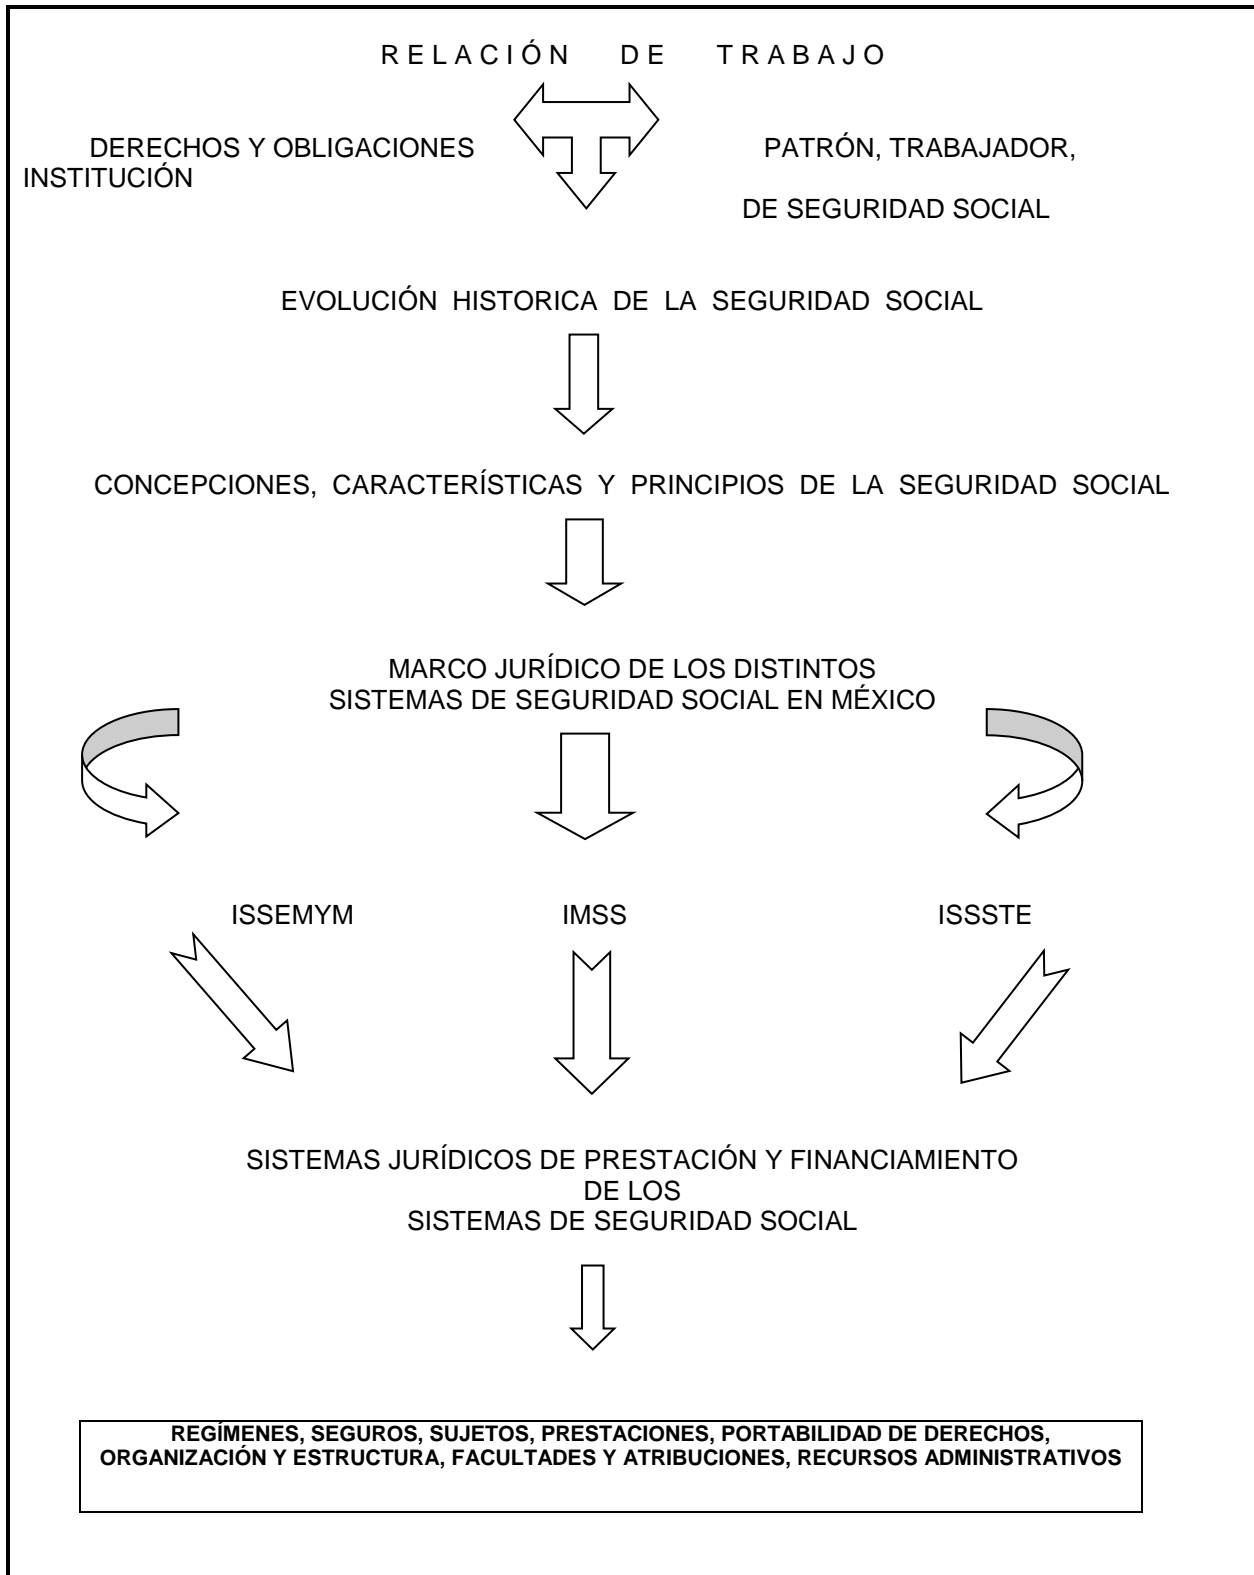 RELACIÓN DE TRABAJO
DERECHOS Y OBLIGACIONES PATRÓN, TRABAJADOR,
INSTITUCIÓN
DE SEGURIDAD SOCIAL
EVOLUCIÓN HISTORICA DE LA SEGURIDAD SOCIAL
CONCEPCIONES, CARACTERÍSTICAS Y PRINCIPIOS DE LA SEGURIDAD SOCIAL
MARCO JURÍDICO DE LOS DISTINTOS
SISTEMAS DE SEGURIDAD SOCIAL EN MÉXICO
ISSEMYM IMSS ISSSTE
SISTEMAS JURÍDICOS DE PRESTACIÓN Y FINANCIAMIENTO
DE LOS
SISTEMAS DE SEGURIDAD SOCIAL
REGÍMENES, SEGUROS, SUJETOS, PRESTACIONES, PORTABILIDAD DE DERECHOS,
ORGANIZACIÓN Y ESTRUCTURA, FACULTADES Y ATRIBUCIONES, RECURSOS ADMINISTRATIVOS